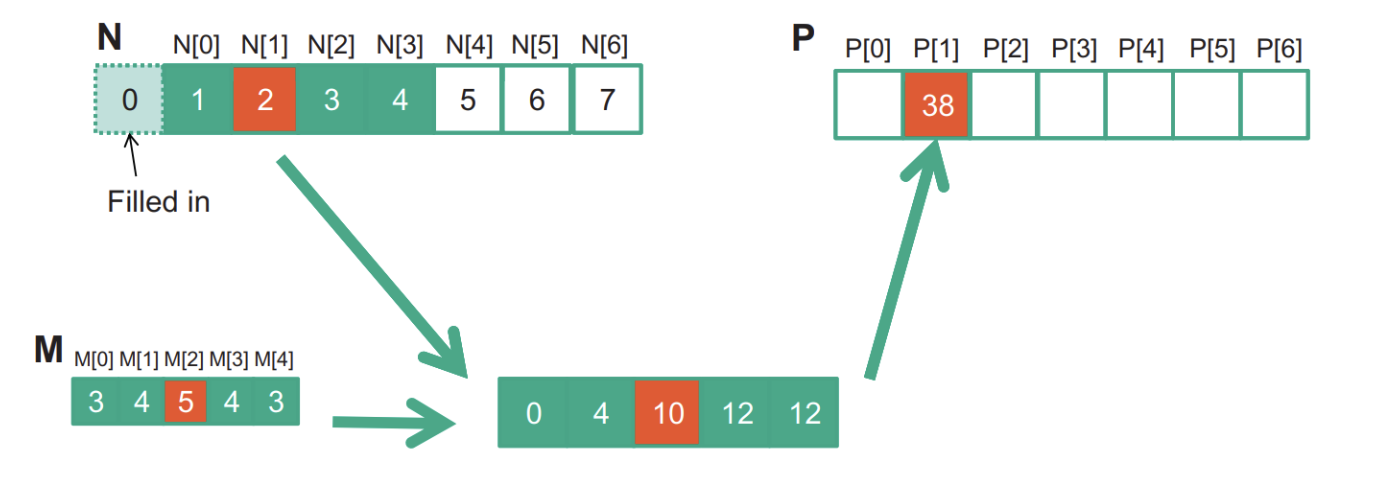 N
N[0] N[1] N[2] N[3] N[4] N[5] N[6]
0 1 2 3 4 5 6 7
Filled in
P
P[0] P[1] P[2] P[3] P[4] P[5] P[6]
38
M
M[0] M[1] M[2] M[3] M[4]
3 4 5 4 3
0 4 10 12 12